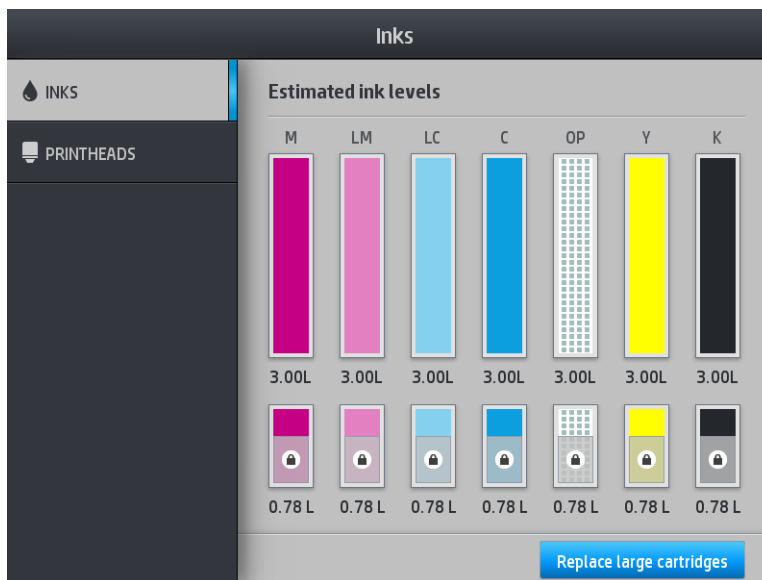 Inks
INKS
PRINTHEADS
Estimated ink levels
M LM LC C OP Y K
3.00L 3.00L 3.00L 3.00L 3.00L 3.00L 3.00L
0.78 L 0.78 L 0.78 L 0.78 L 0.78 L 0.78 L 0.78 L
Replace large cartridges